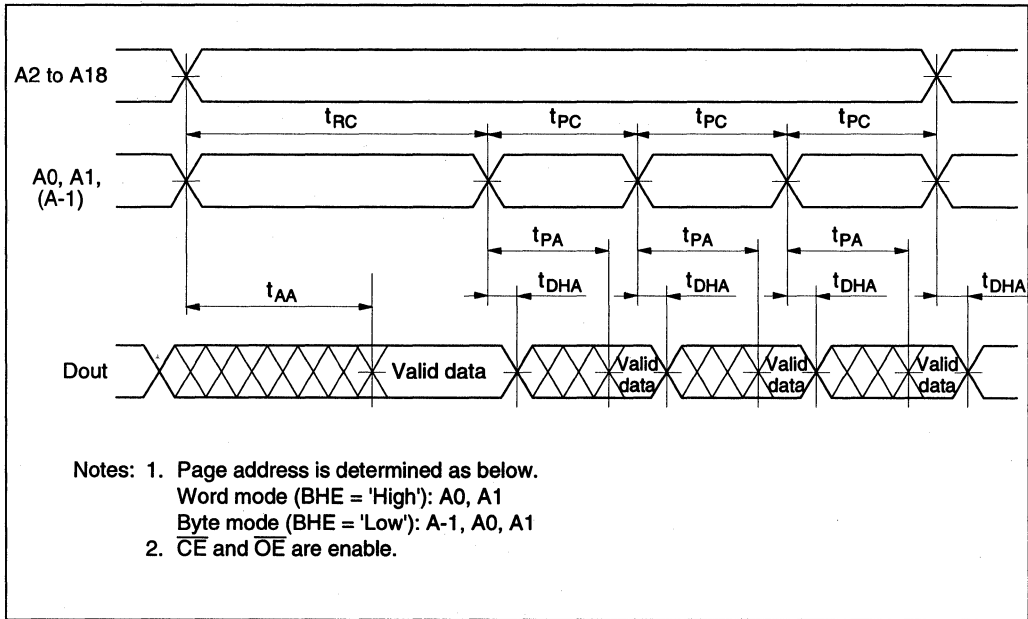 A2 to A18
tRC tPC tPC tPC
A0, A1,
(A-1)
tPA tPA tPA
tAA tDHA tDHA tDHA tDHA
Dout Valid data Valid data Valid data Valid data
Notes: 1. Page address is determined as below.
Word mode (BHE = 'High'): A0, A1
Byte mode (BHE = 'Low'): A-1, A0, A1
2. C̅E̅ and O̅E̅ are enable.